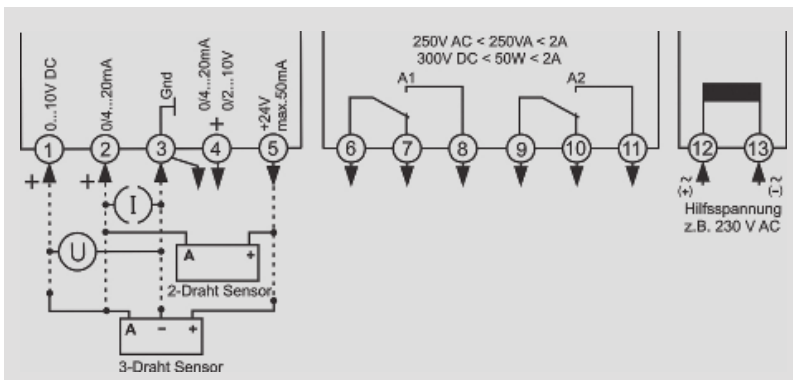 0...10V DC
0/4...20mA
Gnd
0/4...20mA
0/2...10V
+
+24V
max.50mA
250V AC < 250VA < 2A
300V DC < 50W < 2A
A1
A2
1
2
3
4
5
6
7
8
9
10
11
12
13
+
+
~
(+)
~
(-)
Hilfsspannung
z.B. 230 V AC
I
U
A
+
2-Draht Sensor
A
-
+
3-Draht Sensor